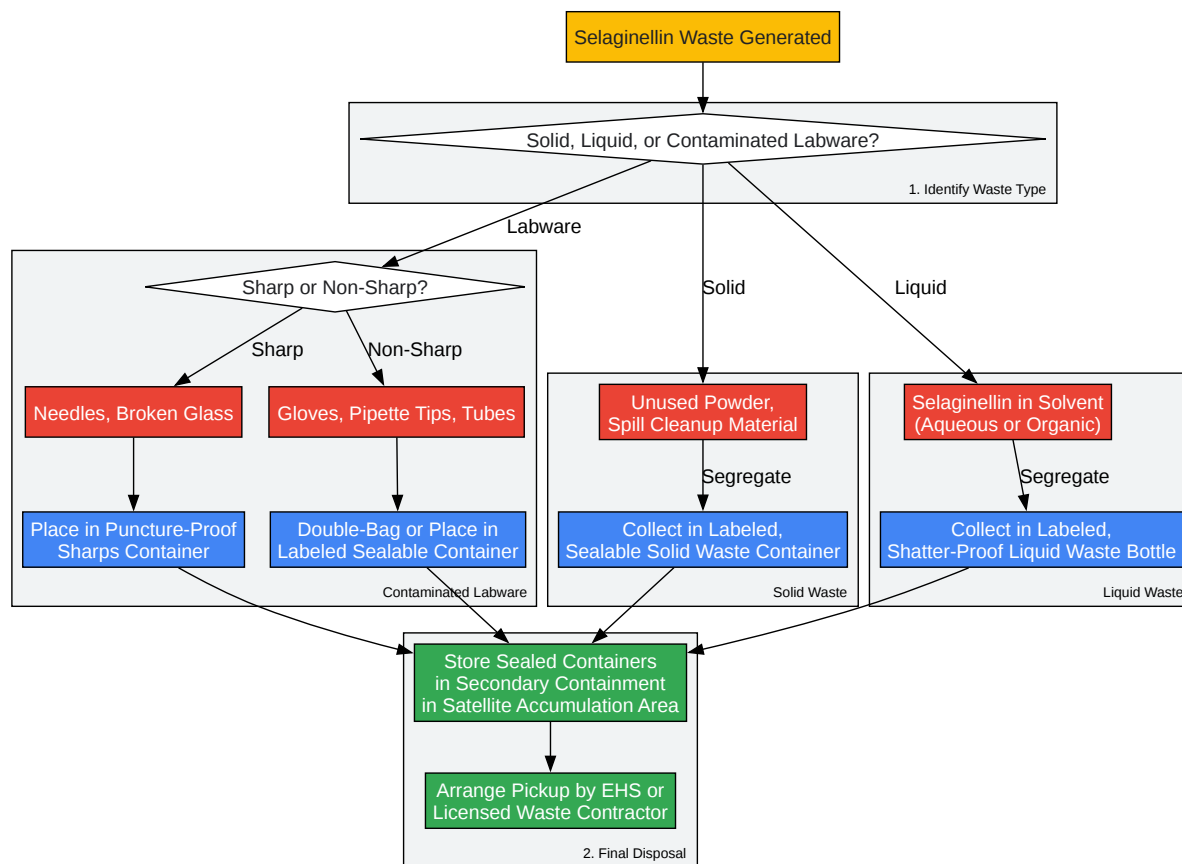 Selaginellin Waste Generated
Solid, Liquid, or Contaminated Labware?
1. Identify Waste Type
Labware
Solid
Liquid
Sharp or Non-Sharp?
Sharp
Non-Sharp
Needles, Broken Glass
Gloves, Pipette Tips, Tubes
Place in Puncture-Proof
Sharps Container
Double-Bag or Place in
Labeled Sealable Container
Contaminated Labware
Unused Powder,
Spill Cleanup Material
Segregate
Collect in Labeled,
Sealable Solid Waste Container
Solid Waste
Selaginellin in Solvent
(Aqueous or Organic)
Segregate
Collect in Labeled,
Shatter-Proof Liquid Waste Bottle
Liquid Waste
Store Sealed Containers
in Secondary Containment
in Satellite Accumulation Area
Arrange Pickup by EHS or
Licensed Waste Contractor
2. Final Disposal